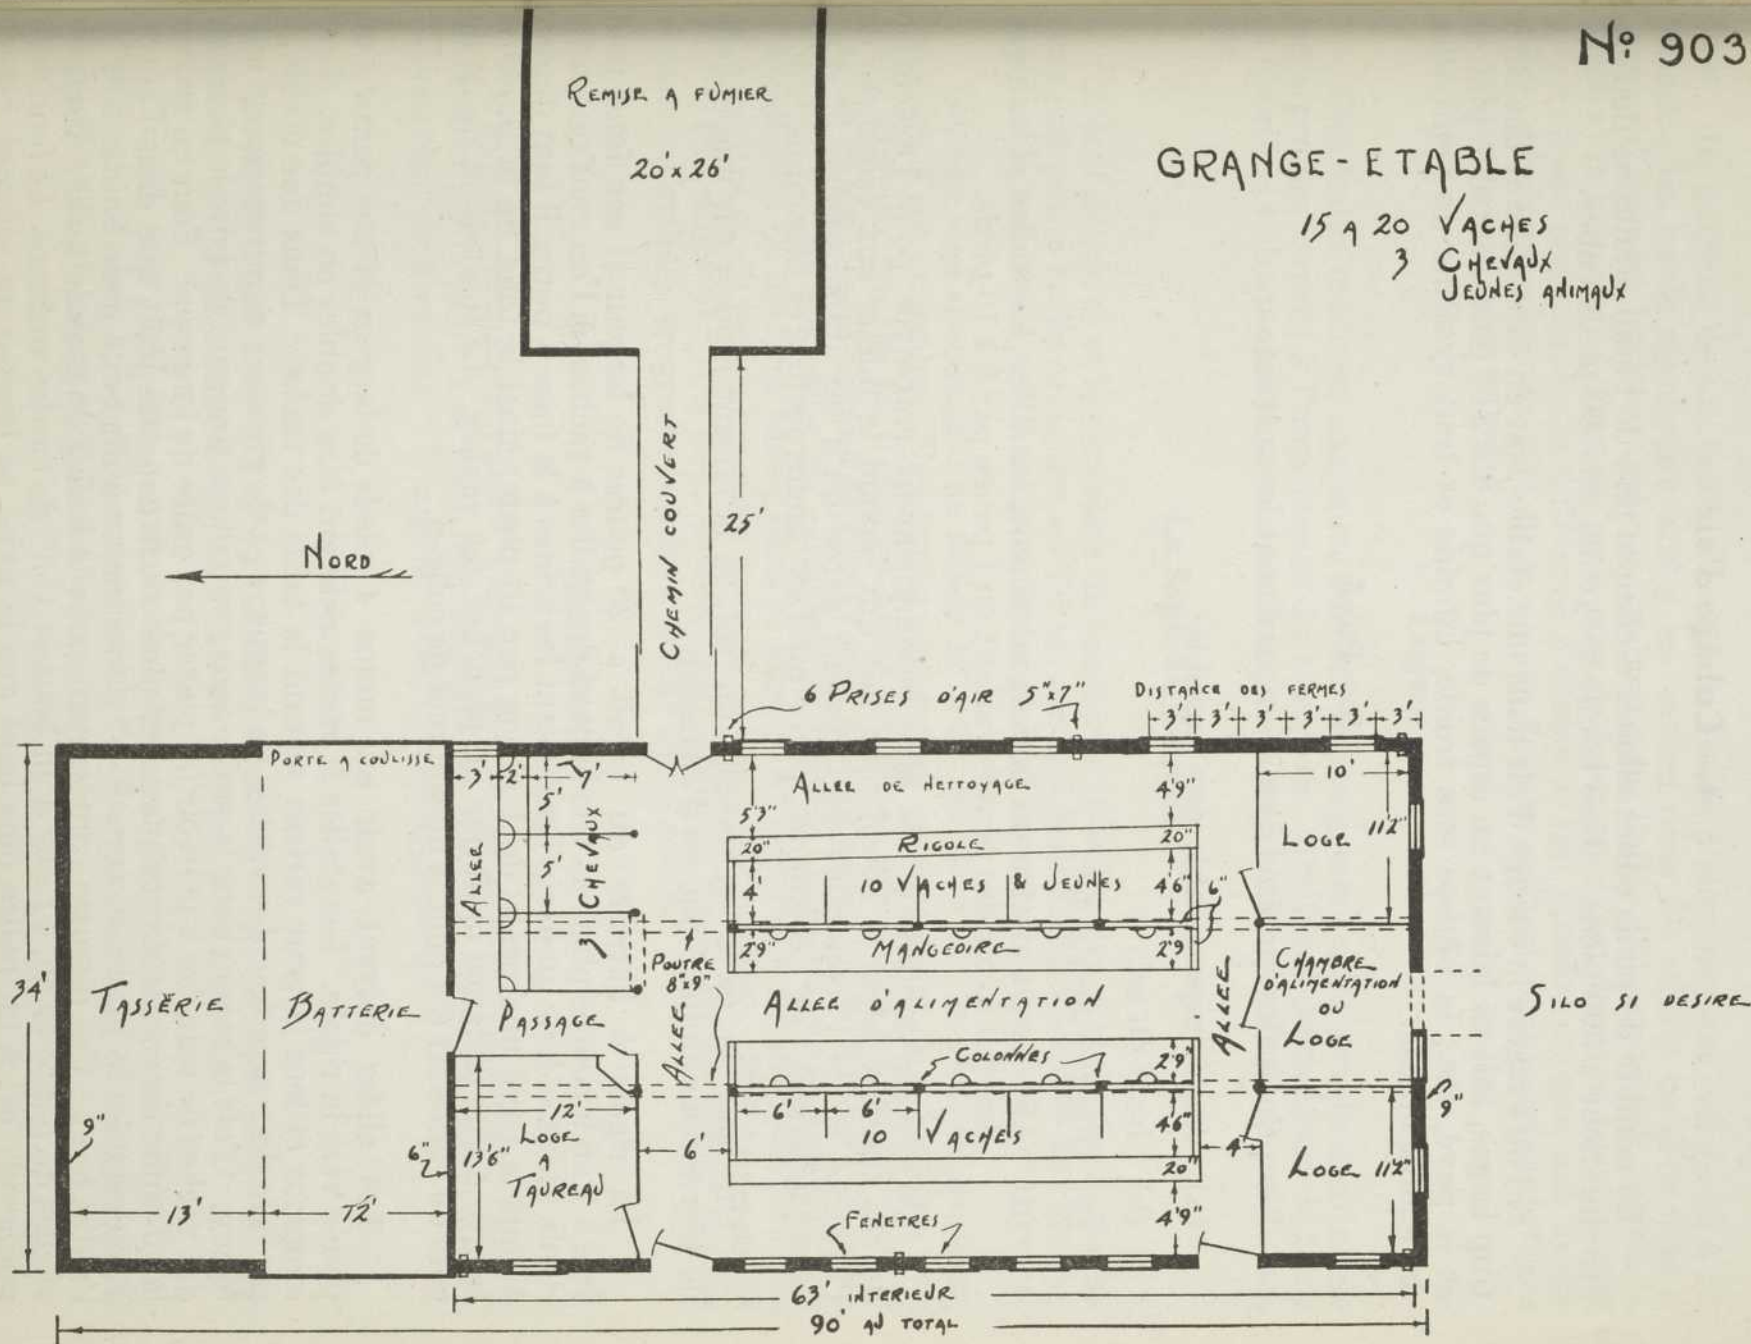 No 903
REMISE A FUMIER
20' x 26'
GRANGE-ETABLE
15 A 20 VACHES
3 CHEVAUX
JEUNES ANIMAUX
CHEMIN COUVERT
25'
NORD
6 PRISES D'AIR 5"x7"
DISTANCE DES FERMES
3' 3' 3' 3' 3' 3'
PORTE A COULISSE
3' 2' 7'
5'
5'
ALLEE
3 CHEVAUX
ALLEE DE NETTOYAGE
5'3"
4'9"
10'
LOGE 11'2"
20" RIGOLE 20"
4' 10 VACHES & JEUNES 4'6" 6"
2'9" MANGEOIRE 2'9
POUTRE
8"x9"
34'
TASSERIE
BATTERIE
PASSAGE
ALLEE
ALLEE D'ALIMENTATION
ALLEE
CHAMBRE
D'ALIMENTATION
OU
LOGE
SILO SI DESIRE
COLONNES
2'9"
12'
6' 6'
4'6"
9"
9"
6"
13'6"
LOGE
A
TAUREAU
6'
10 VACHES
4'
20"
LOGE 11'2"
13' 12'
FENETRES
4'9"
63' INTERIEUR
90' AU TOTAL